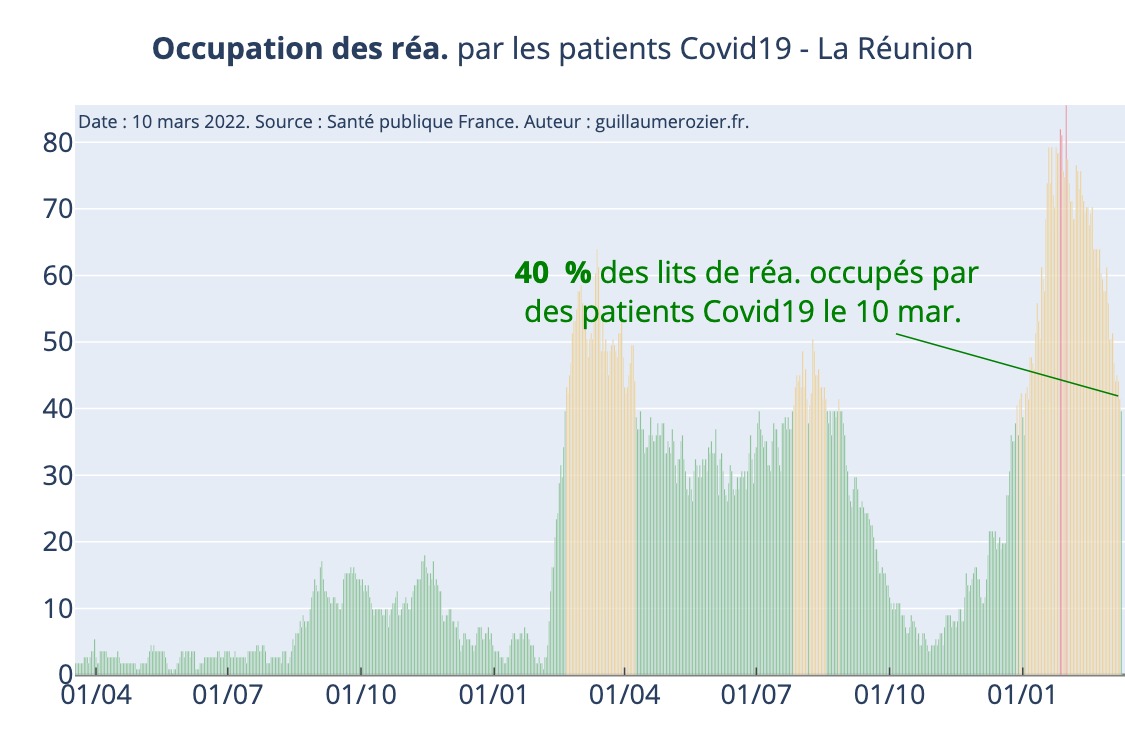 Occupation des réa. par les patients Covid19 - La Réunion
Date : 10 mars 2022. Source : Santé publique France. Auteur : guillaumerozier.fr.
80
70
60
50
40
30
20
10
0
40 % des lits de réa. occupés par
des patients Covid19 le 10 mar.
01/04 01/07 01/10 01/01 01/04 01/07 01/10 01/01